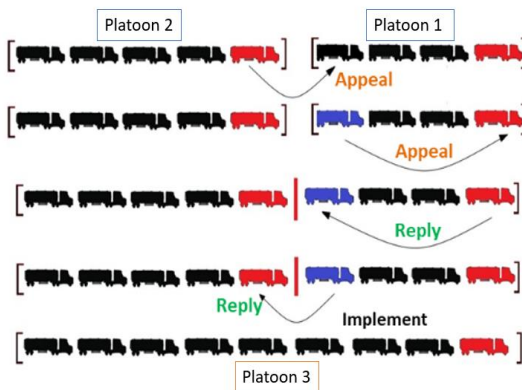 Platoon 2
Platoon 1
Appeal
Appeal
Reply
Reply
Implement
Platoon 3